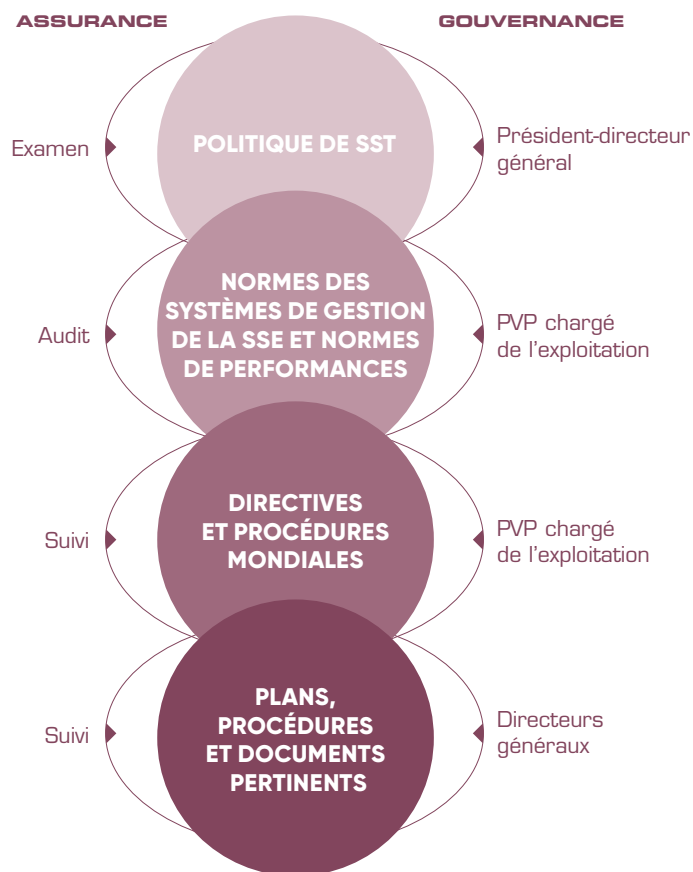 ASSURANCE
GOUVERNANCE
Examen
POLITIQUE DE SST
Président-directeur
général
NORMES DES
SYSTÈMES DE GESTION
DE LA SSE ET NORMES
DE PERFORMANCES
Audit
PVP chargé
de l'exploitation
DIRECTIVES
ET PROCÉDURES
MONDIALES
Suivi
PVP chargé
de l'exploitation
PLANS,
PROCÉDURES
ET DOCUMENTS
PERTINENTS
Suivi
Directeurs
généraux